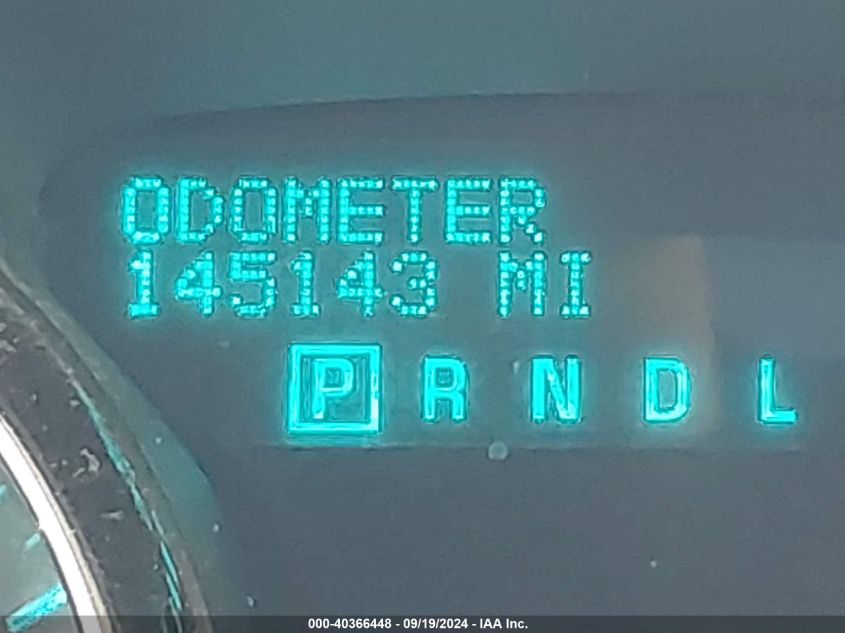 ODOMETER
145143 MI
P R N D L
000-40366448 - 09/19/2024 - IAA Inc.